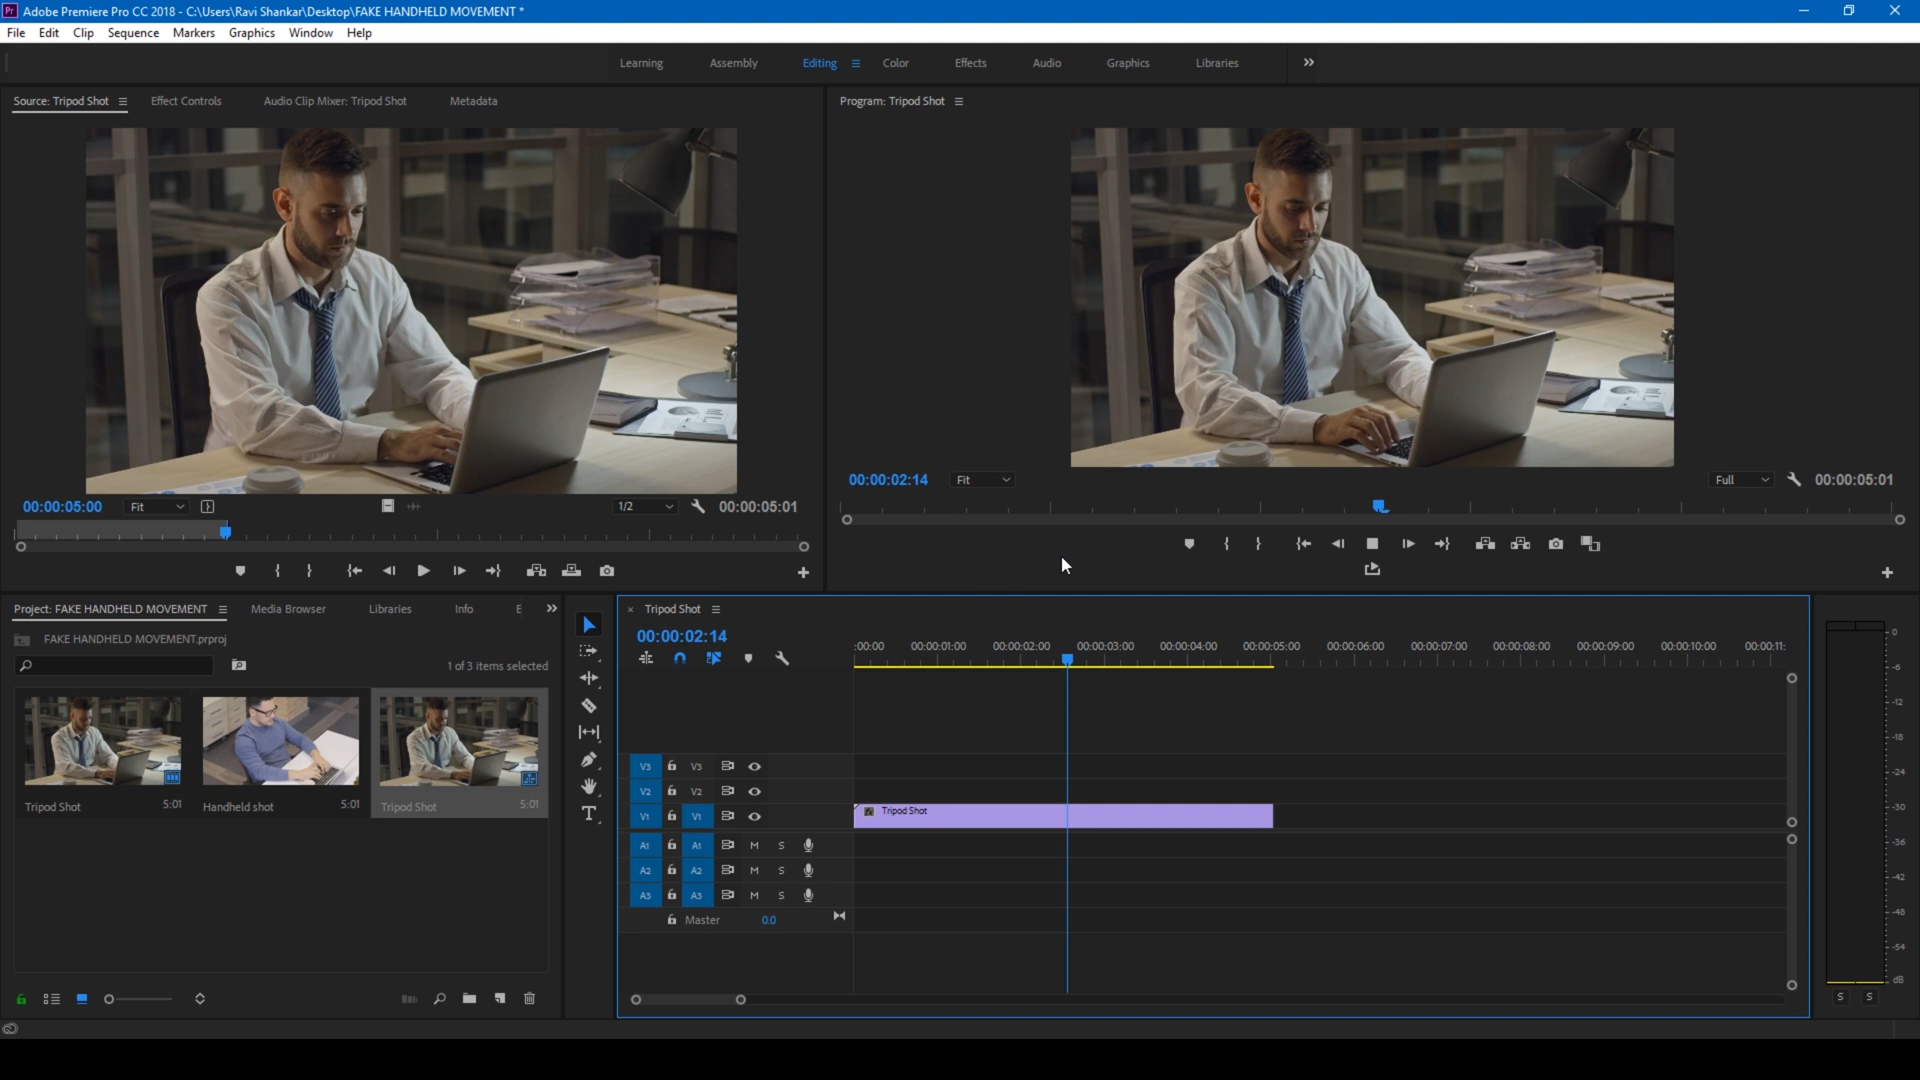 Pr Adobe Premiere Pro CC 2018 - C:\Users\Ravi Shankar\Desktop\FAKE HANDHELD MOVEMENT *
File Edit Clip Sequence Markers Graphics Window Help
Learning Assembly Editing Color Effects Audio Graphics Libraries
Source: Tripod Shot Effect Controls Audio Clip Mixer: Tripod Shot Metadata
Program: Tripod Shot
00:00:02:14 Fit Full 00:00:05:01
00:00:05:00 Fit 1/2 00:00:05:01
Project: FAKE HANDHELD MOVEMENT Media Browser Libraries Info E
FAKE HANDHELD MOVEMENT.prproj
1 of 3 items selected
Tripod Shot 5:01
Handheld shot 5:01
Tripod Shot 5:01
T
× Tripod Shot
00:00:02:14
:00:00 00:00:01:00 00:00:02:00 00:00:03:00 00:00:04:00 00:00:05:00 00:00:06:00 00:00:07:00 00:00:08:00 00:00:09:00 00:00:10:00 00:00:11:
V3 V3
V2 V2
V1 V1 Tripod Shot
A1 A1 M S
A2 A2 M S
A3 A3 M S
Master 0.0
0
-6
-12
-18
-24
-30
-36
-42
-48
-54
dB
S S